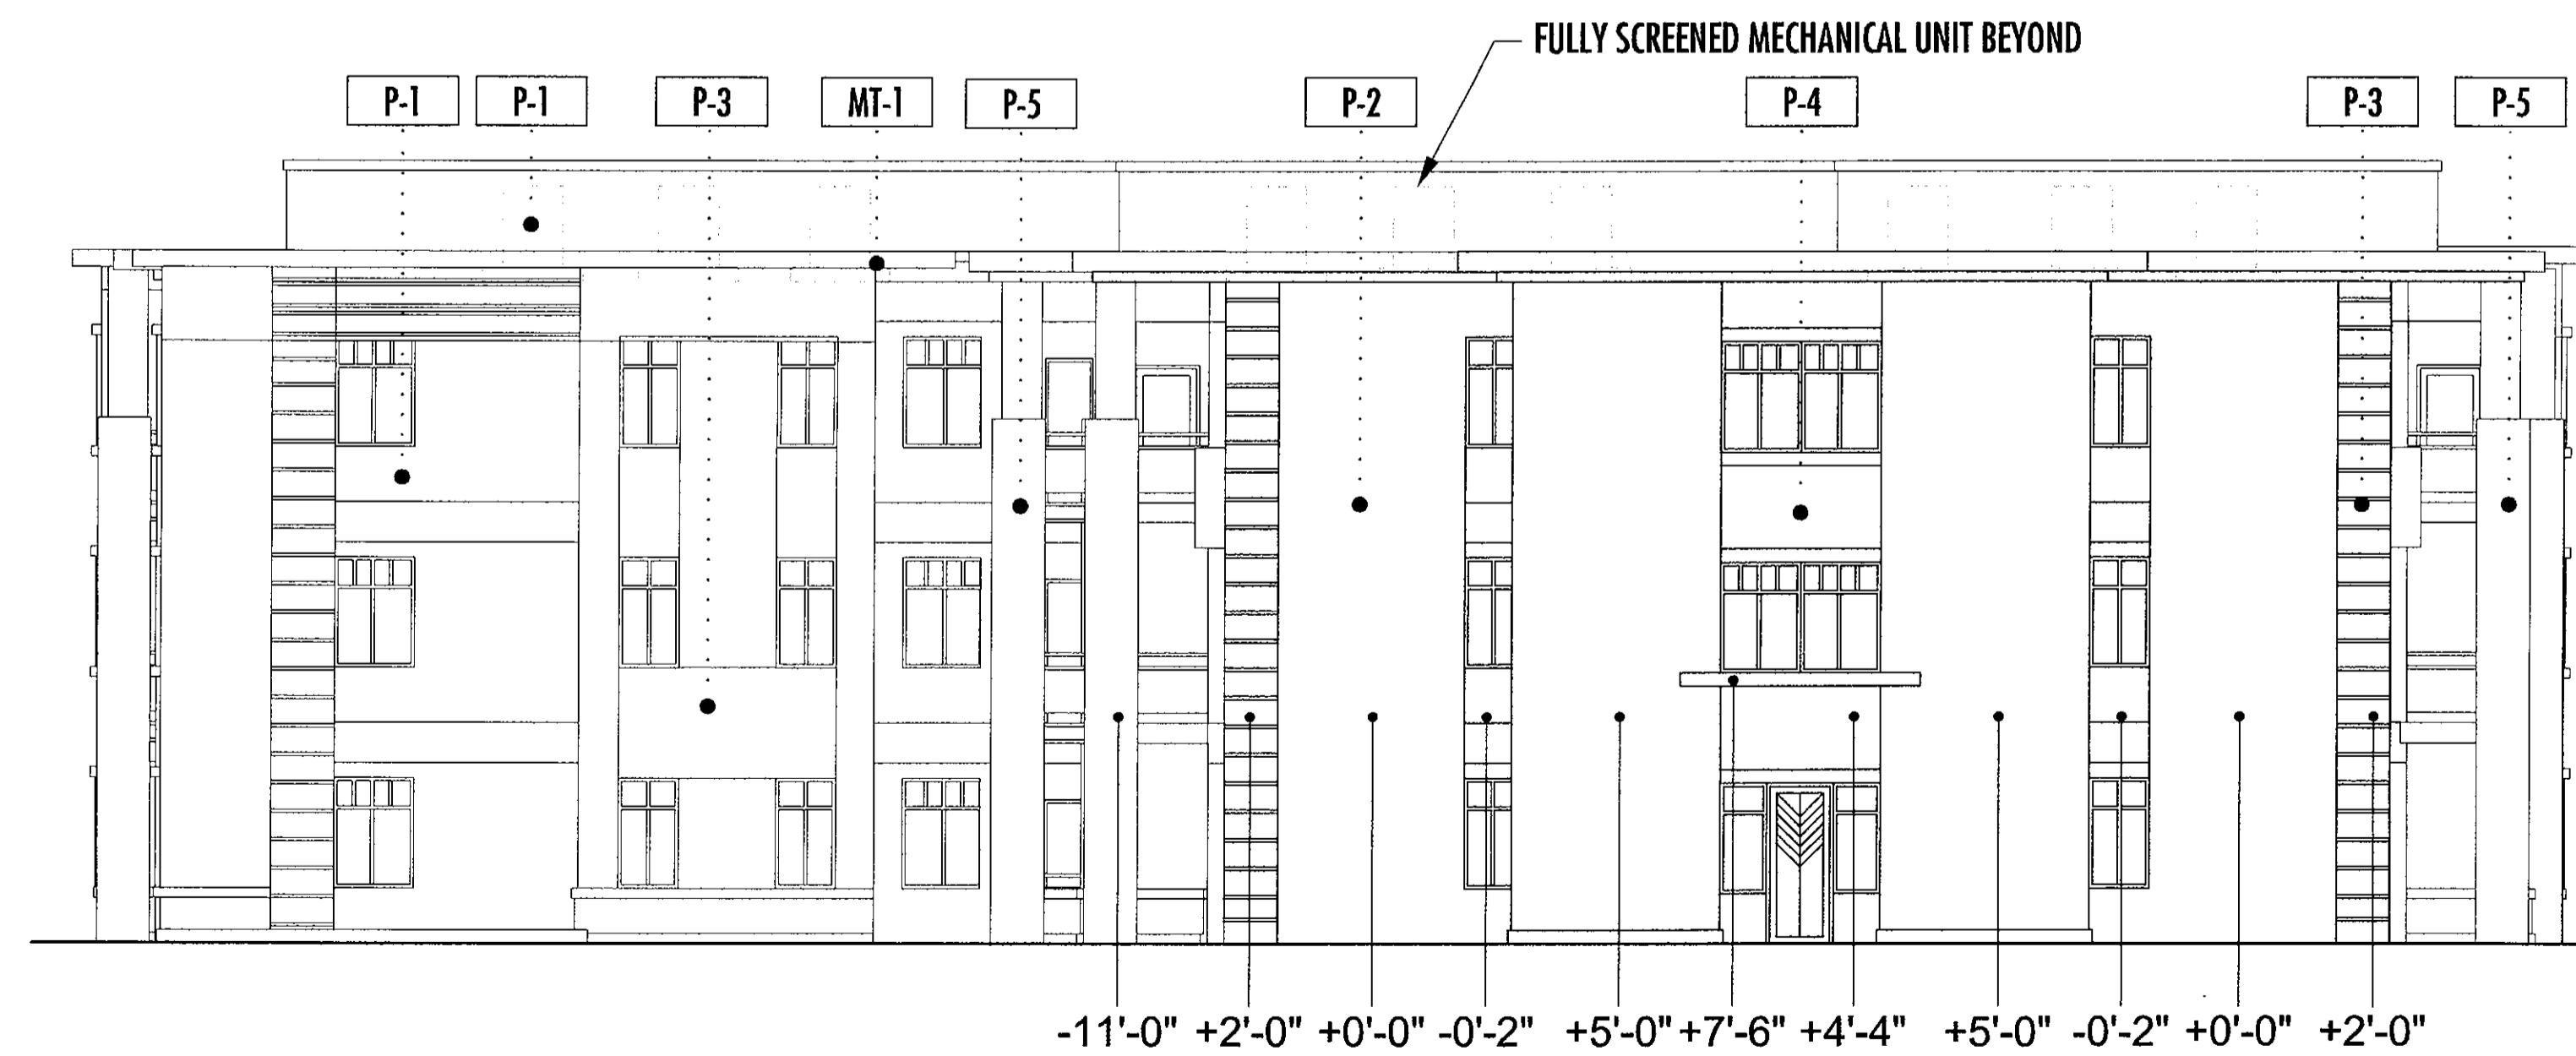 FULLY SCREENED MECHANICAL UNIT BEYOND
P-1 P-1 P-3 MT-1 P-5 P-2 P-4 P-3 P-5
-11'-0" +2'-0" +0'-0" -0'-2" +5'-0" +7'-6" +4'-4" +5'-0" -0'-2" +0'-0" +2'-0"